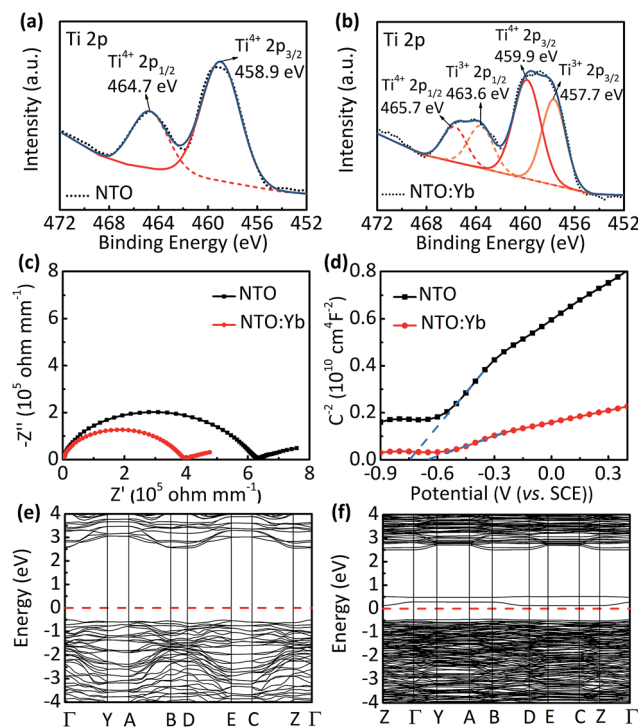 (a)
Ti 2p
Ti⁴⁺ 2p₁/₂
464.7 eV
Ti⁴⁺ 2p₃/₂
458.9 eV
NTO
Intensity (a.u.)
472 468 464 460 456 452
Binding Energy (eV)
(b)
Ti 2p
Ti⁴⁺ 2p₁/₂
465.7 eV
Ti³⁺ 2p₁/₂
463.6 eV
Ti⁴⁺ 2p₃/₂
459.9 eV
Ti³⁺ 2p₃/₂
457.7 eV
NTO:Yb
Intensity (a.u.)
472 468 464 460 456 452
Binding Energy (eV)
(c)
NTO
NTO:Yb
-Z'' (10⁵ ohm mm⁻¹)
8
6
4
2
0
0 2 4 6 8
Z' (10⁵ ohm mm⁻¹)
(d)
NTO
NTO:Yb
C⁻² (10¹⁰ cm⁴F⁻²)
0.8
0.6
0.4
0.2
0.0
-0.9 -0.6 -0.3 0.0 0.3
Potential (V (vs. SCE))
(e)
Energy (eV)
4
3
2
1
0
-1
-2
-3
-4
Γ Y A B D E C Z Γ
(f)
Energy (eV)
4
3
2
1
0
-1
-2
-3
-4
Z Γ Y A B D E C Z Γ